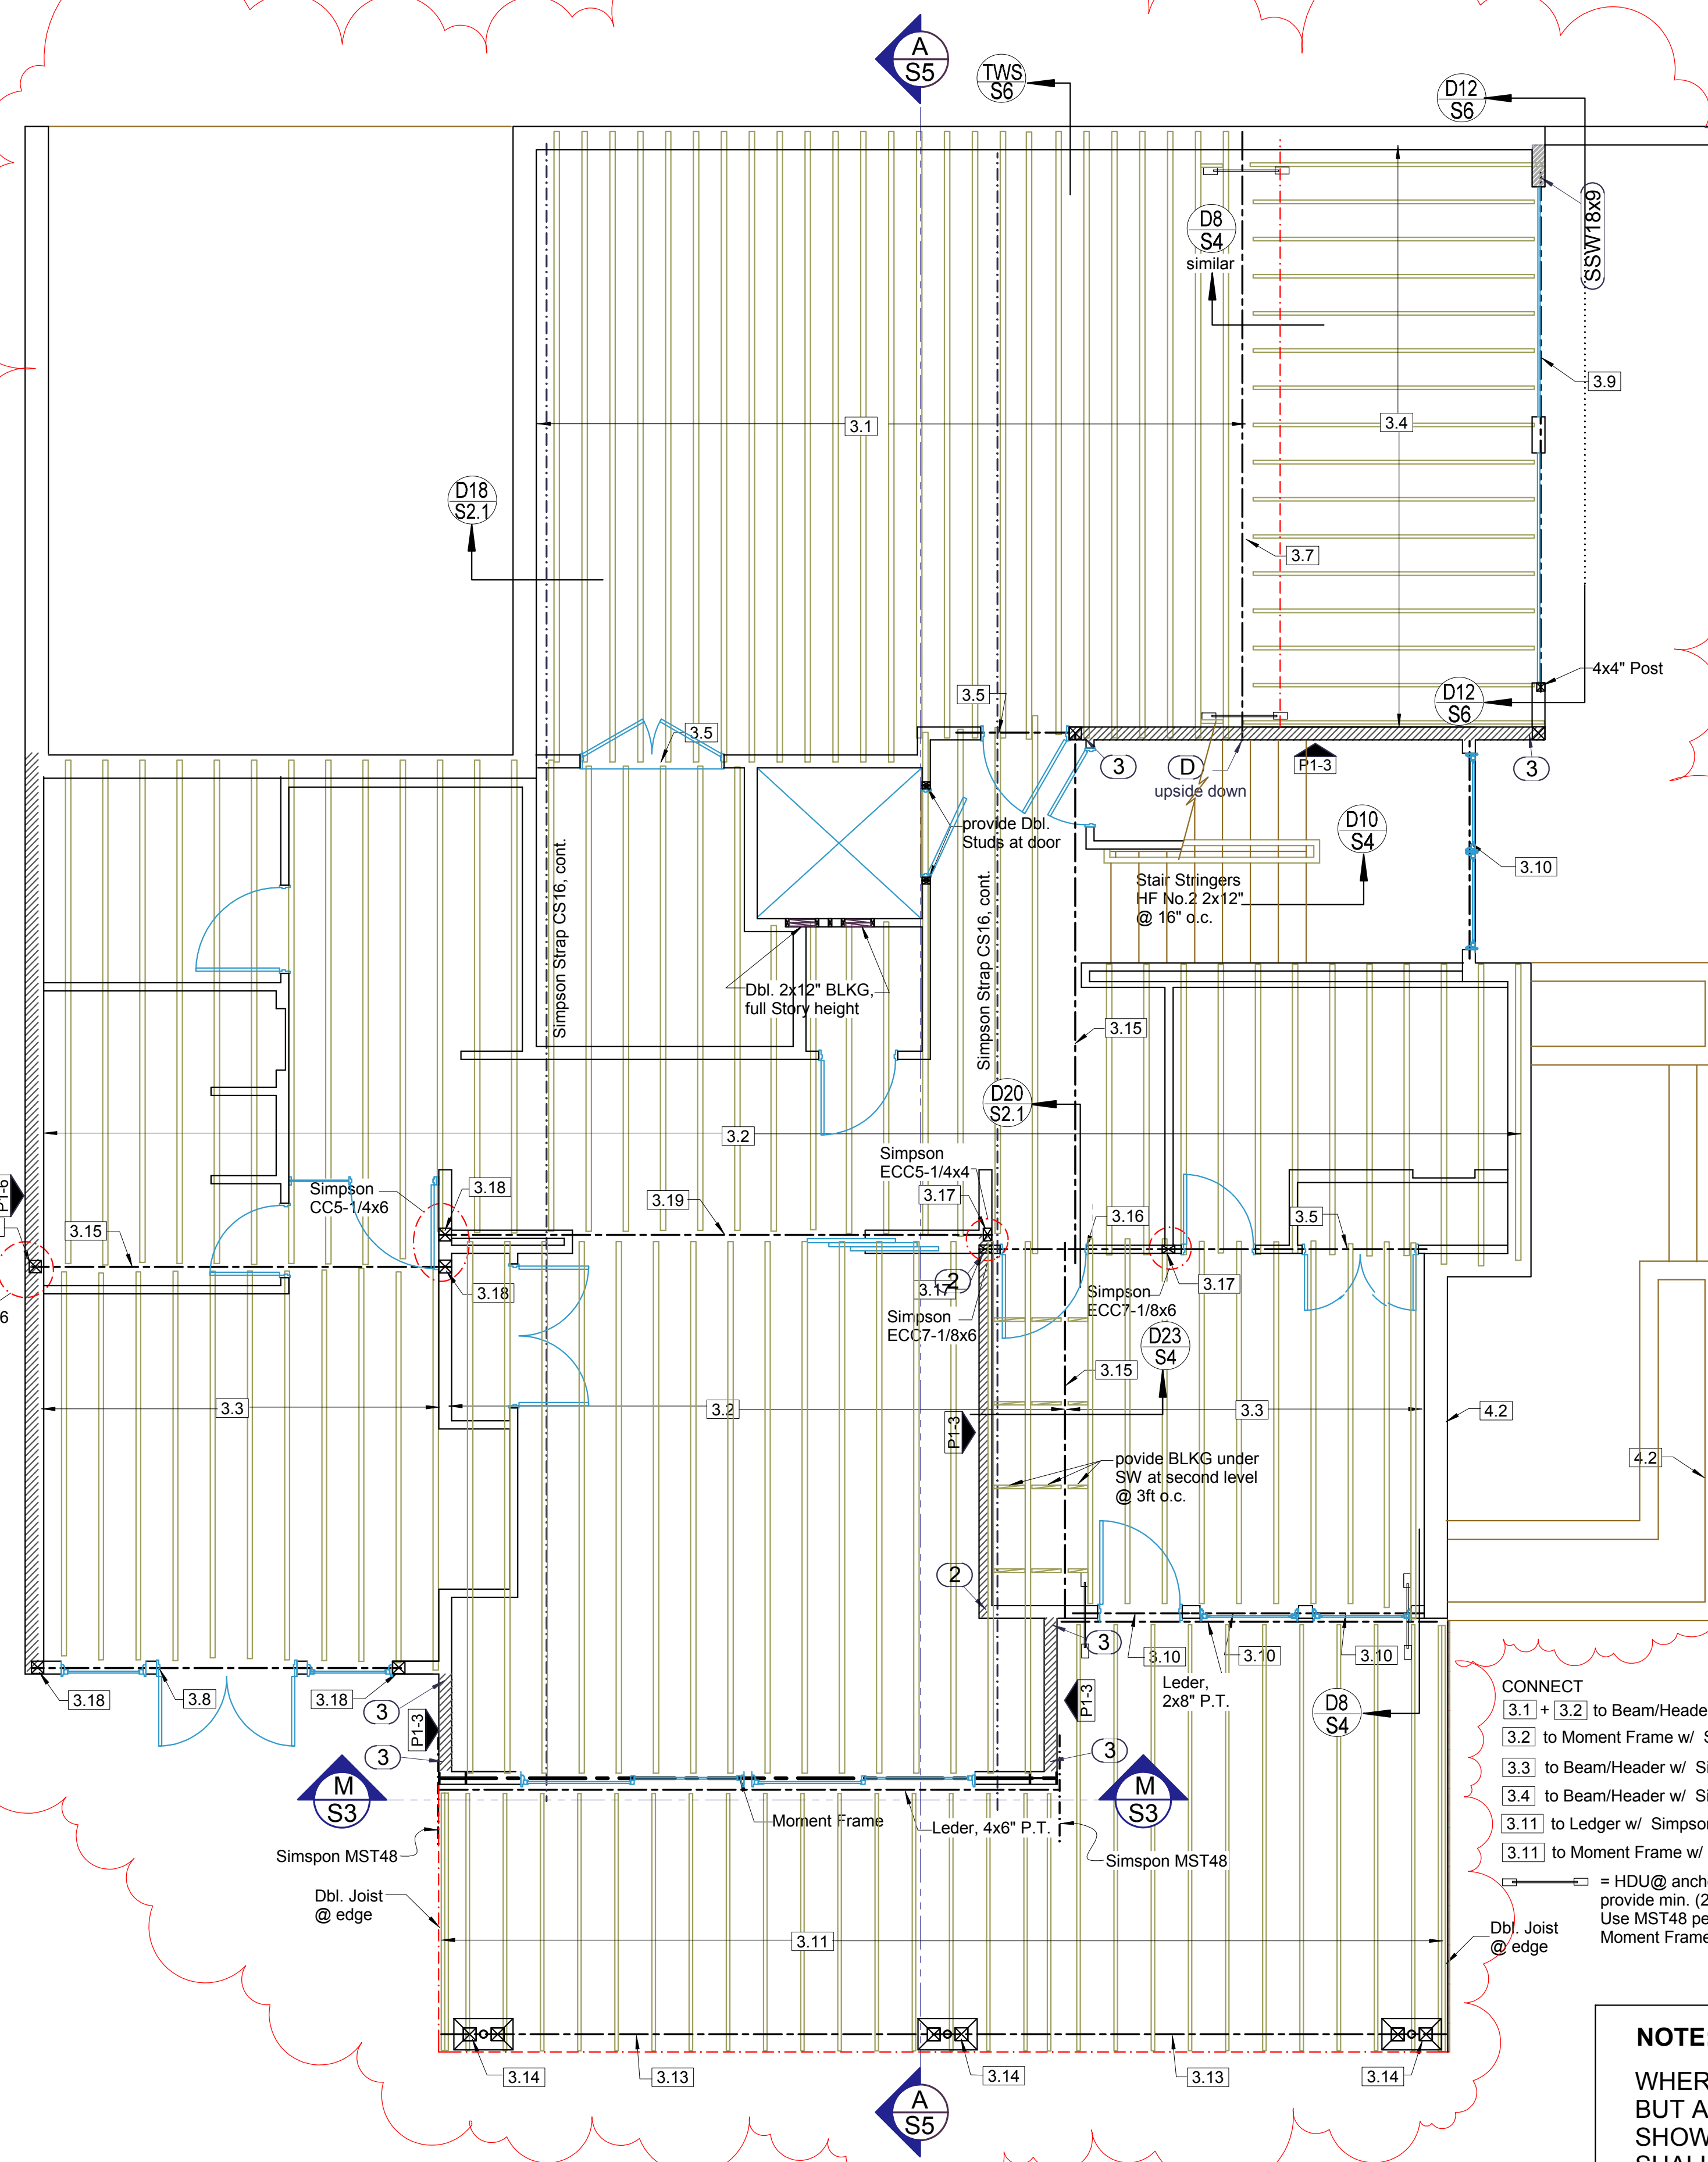 A
S5
TWS
S6
D12
S6
SSW18x9
D8
S4
similar
3.9
3.1
3.4
D18
S2.1
3.7
4x4" Post
3.5
3.5
D12
S6
3
D
upside down
P1-3
3
provide Dbl.
Studs at door
D10
S4
3.10
Simpson Strap CS16, cont.
Simpson Strap CS16, cont.
Stair Stringers
HF No.2 2x12"
@ 16" o.c.
Dbl. 2x12" BLKG,
full Story height
3.15
D20
S2.1
3.2
Simpson
ECC5-1/4x4
P1-6
Simpson
CC5-1/4x6
3.18
3.19
3.17
3.16
3.5
3.15
3.18
3.17
2
3.17
Simpson
ECC7-1/8x6
Simpson
ECC7-1/8x6
6
D23
S4
3.15
3.3
3.2
3.3
4.2
P1-3
4.2
povide BLKG under
SW at second level
@ 3ft o.c.
2
3
3.10
3.10
3.10
Leder,
2x8" P.T.
3.18
3.8
3.18
3
P1-3
P1-3
D8
S4
3
3
M
S3
M
S3
Moment Frame
Leder, 4x6" P.T.
Simspon MST48
Simspon MST48
Dbl. Joist
@ edge
3.11
Dbl. Joist
@ edge
CONNECT
3.1 + 3.2 to Beam/Heade
3.2 to Moment Frame w/ S
3.3 to Beam/Header w/ Si
3.4 to Beam/Header w/ Si
3.11 to Ledger w/ Simpson
3.11 to Moment Frame w/
= HDU@ anch
provide min. (2
Use MST48 pe
Moment Frame
3.14
3.13
3.14
3.13
3.14
A
S5
NOTE
WHER
BUT A
SHOW
SHALL